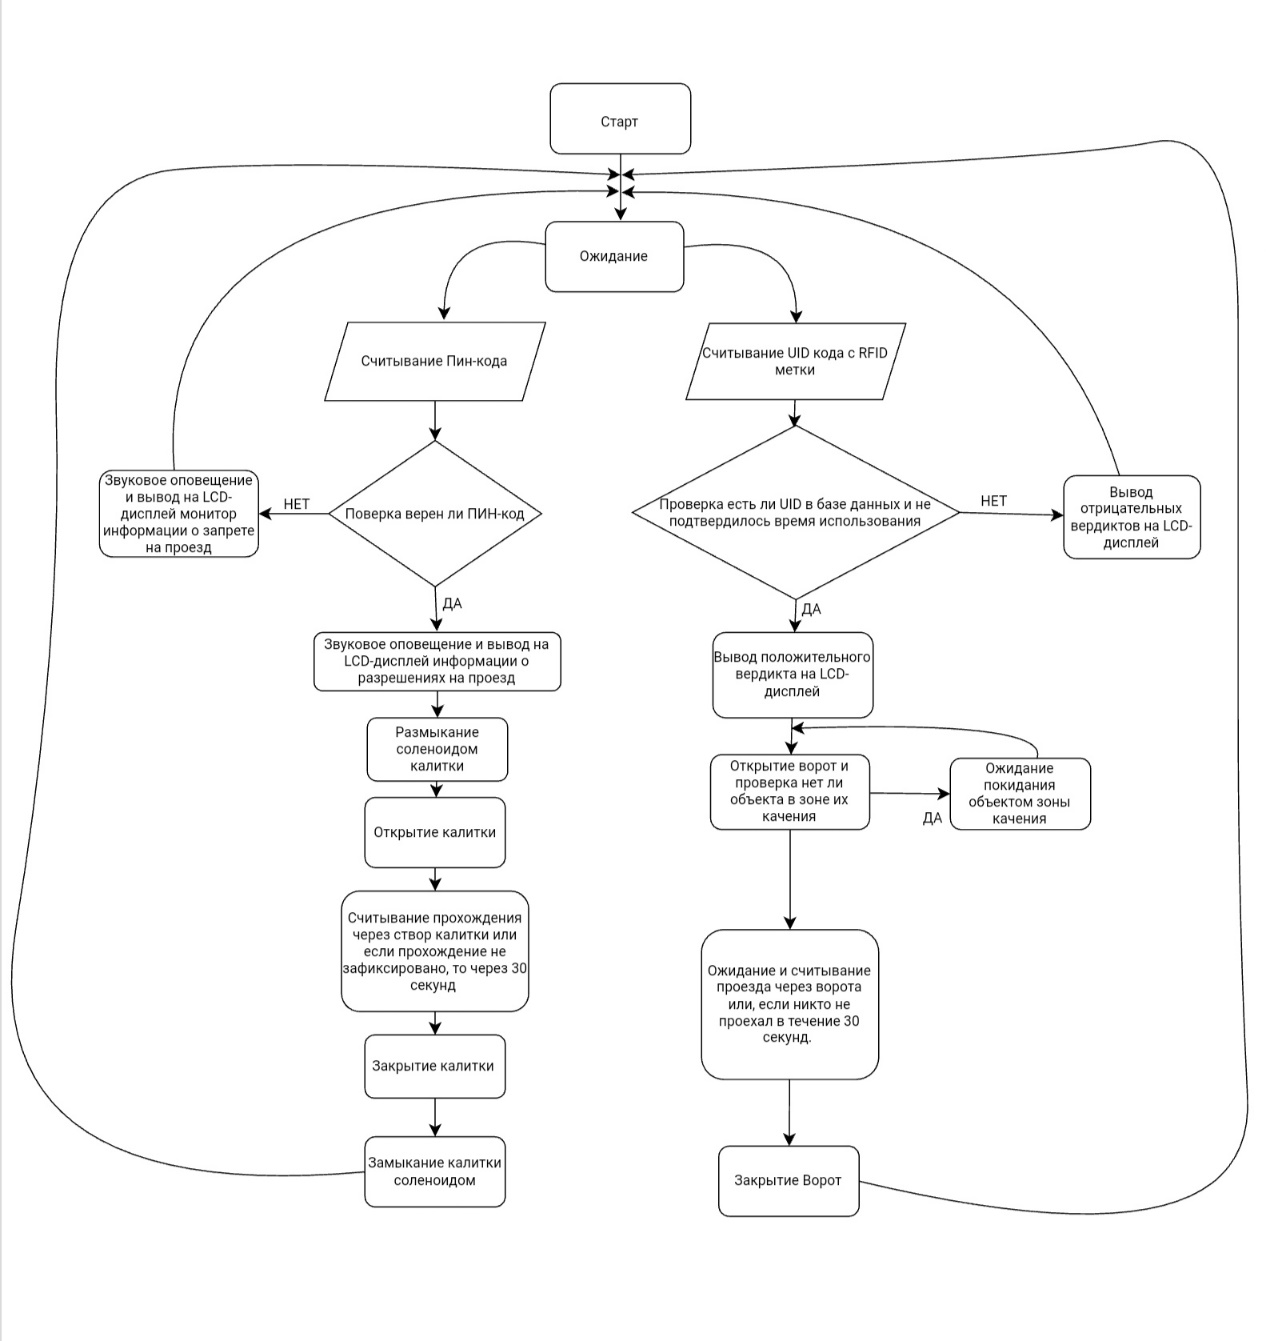 Старт
Ожидание
Считывание Пин-кода
Считывание UID кода с RFID
метки
Звуковое оповещение
и вывод на LCD-
дисплей монитор
информации о запрете
на проезд
НЕТ
Поверка верен ли ПИН-код
Проверка есть ли UID в базе данных и не
подтвердилось время использования
НЕТ
Вывод
отрицательных
вердиктов на LCD-
дисплей
ДА
ДА
Звуковое оповещение и вывод на
LCD-дисплей информации о
разрешениях на проезд
Вывод положительного
вердикта на LCD-
дисплей
Размыкание
соленоидом
калитки
Открытие ворот и
проверка нет ли
объекта в зоне их
качения
ДА
Ожидание
покидания
объектом зоны
качения
Открытие калитки
Считывание прохождения
через створ калитки или
если прохождение не
зафиксировано, то через 30
секунд
Ожидание и считывание
проезда через ворота
или, если никто не
проехал в течение 30
секунд.
Закрытие калитки
Замыкание калитки
соленоидом
Закрытие Ворот